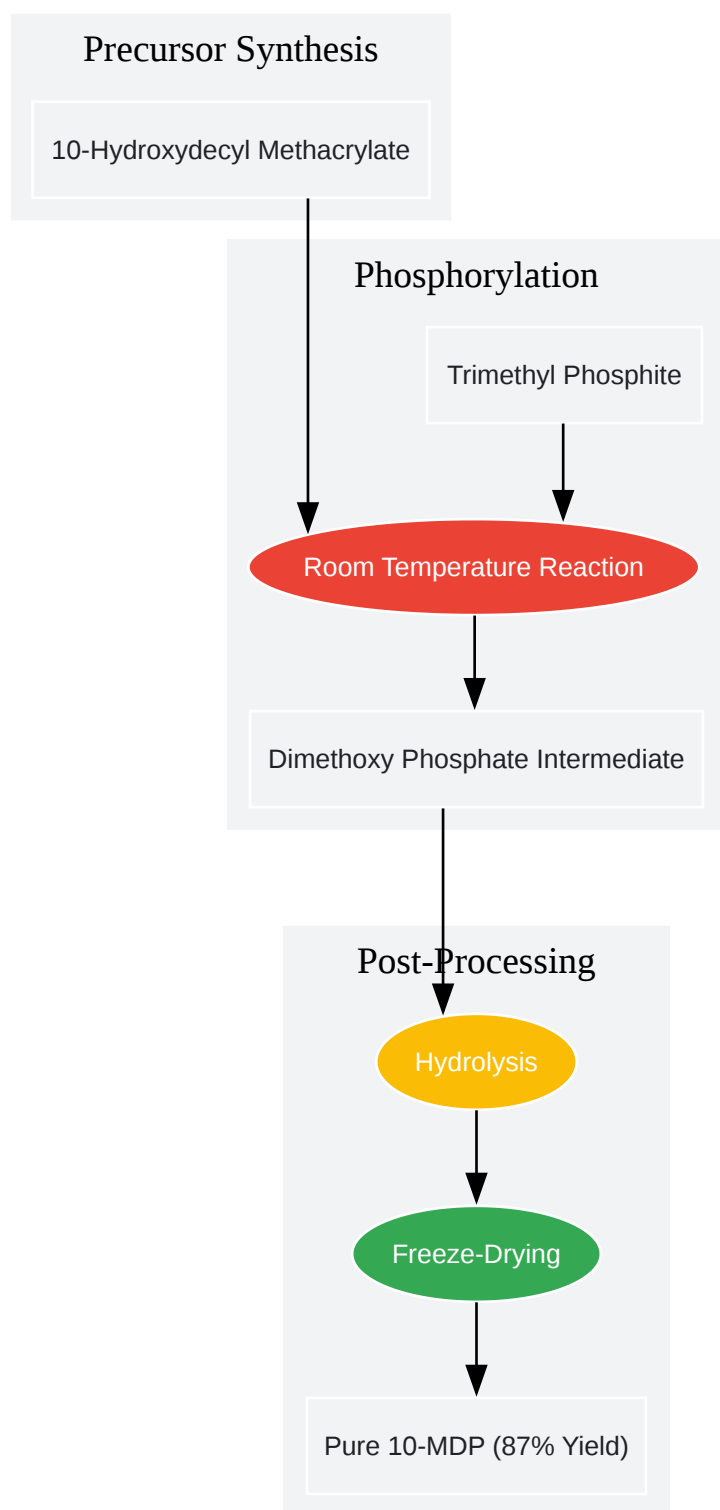 Precursor Synthesis
10-Hydroxydecyl Methacrylate
Phosphorylation
Trimethyl Phosphite
Room Temperature Reaction
Dimethoxy Phosphate Intermediate
Post-Processing
Hydrolysis
Freeze-Drying
Pure 10-MDP (87% Yield)